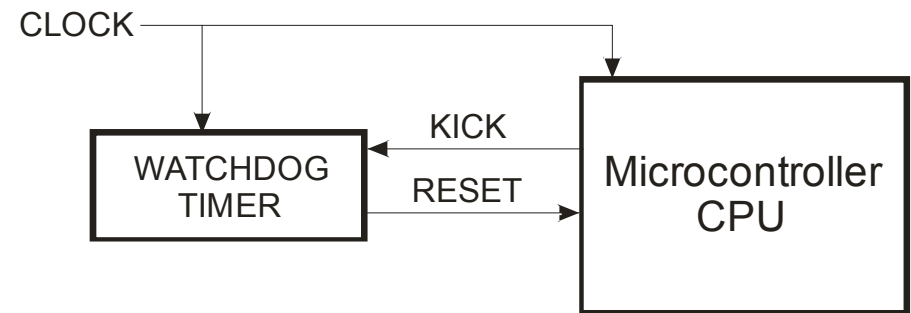 CLOCK
KICK
WATCHDOG
TIMER
RESET
Microcontroller
CPU